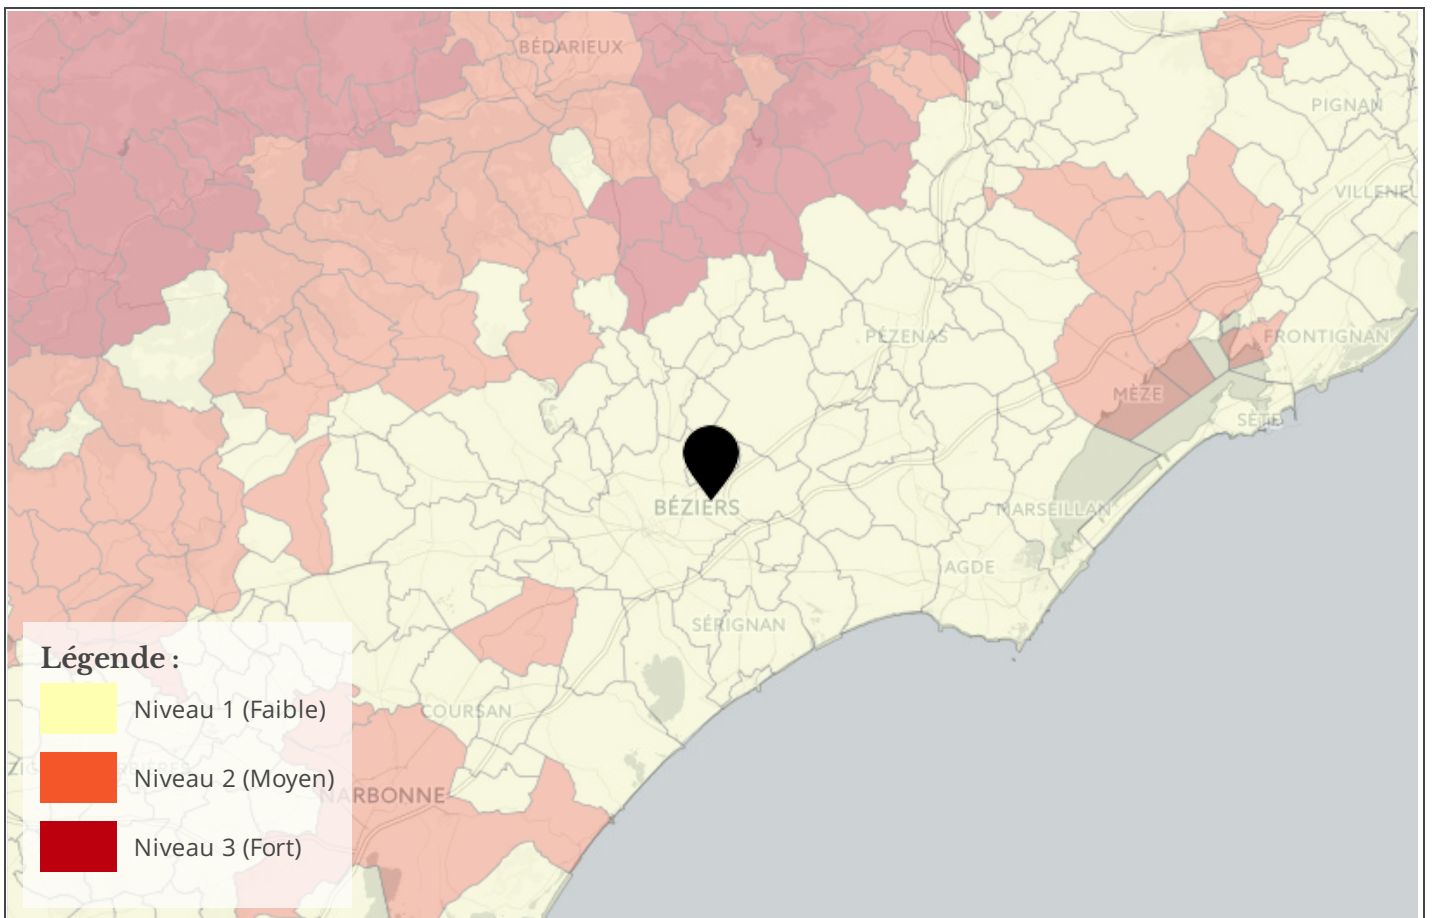 BÉDARIEUX
PIGNAN
PÉZENAS
FRONTIGNAN
MÈZE
SÈTE
BÉZIERS
MARSEILLAN
AGDE
SÉRIGNAN
Légende :
Niveau 1 (Faible)
COURSAN
Niveau 2 (Moyen)
NARBONNE
Niveau 3 (Fort)